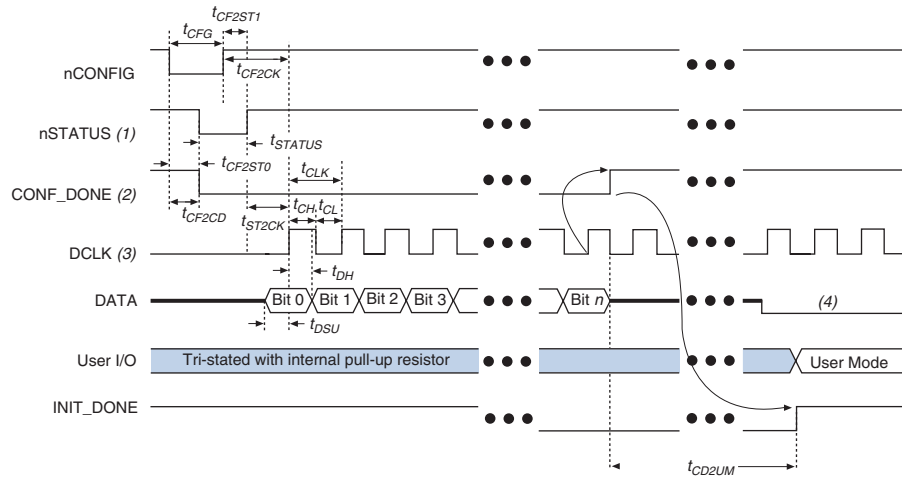 tCF2ST1
tCFG
nCONFIG
tCF2CK
nSTATUS (1)
tSTATUS
tCF2ST0
tCLK
CONF_DONE (2)
tCF2CD
tST2CK
tCH
tCL
DCLK (3)
tDH
DATA
Bit 0
Bit 1
Bit 2
Bit 3
Bit n
(4)
tDSU
User I/O
Tri-stated with internal pull-up resistor
User Mode
INIT_DONE
tCD2UM